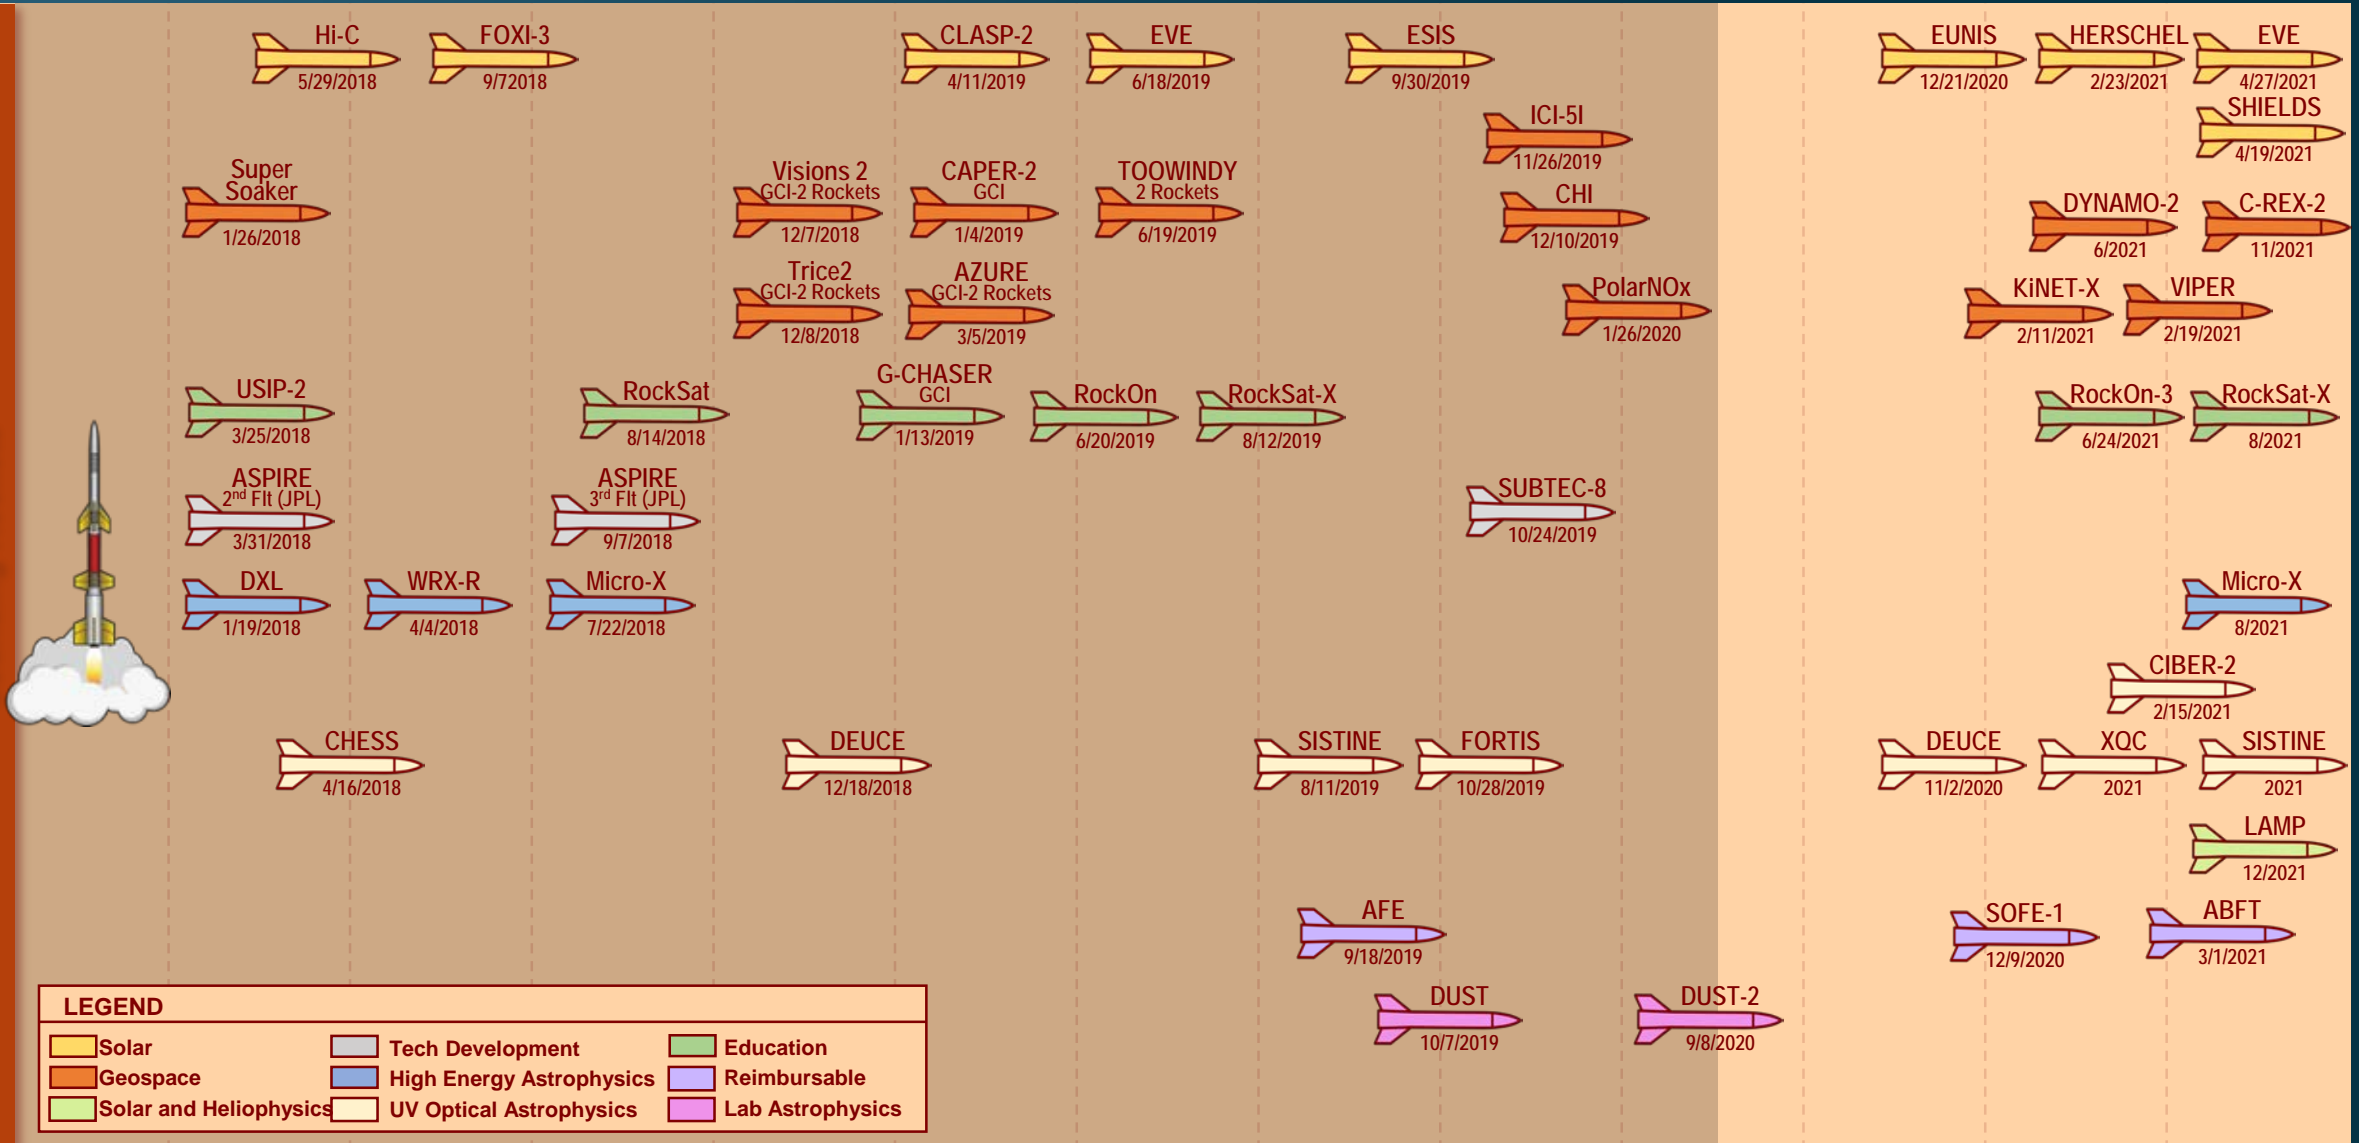 Hi-C
5/29/2018
FOXI-3
9/72018
CLASP-2
4/11/2019
EVE
6/18/2019
ESIS
9/30/2019
EUNIS
12/21/2020
HERSCHEL
2/23/2021
EVE
4/27/2021
ICI-5I
11/26/2019
SHIELDS
4/19/2021
Super
Soaker
1/26/2018
Visions 2
GCI-2 Rockets
12/7/2018
CAPER-2
GCI
1/4/2019
TOOWINDY
2 Rockets
6/19/2019
CHI
12/10/2019
DYNAMO-2
6/2021
C-REX-2
11/2021
Trice2
GCI-2 Rockets
12/8/2018
AZURE
GCI-2 Rockets
3/5/2019
PolarNOx
1/26/2020
KiNET-X
2/11/2021
VIPER
2/19/2021
USIP-2
3/25/2018
RockSat
8/14/2018
G-CHASER
GCI
1/13/2019
RockOn
6/20/2019
RockSat-X
8/12/2019
RockOn-3
6/24/2021
RockSat-X
8/2021
ASPIRE
2nd Flt (JPL)
3/31/2018
ASPIRE
3rd Flt (JPL)
9/7/2018
SUBTEC-8
10/24/2019
DXL
1/19/2018
WRX-R
4/4/2018
Micro-X
7/22/2018
Micro-X
8/2021
CIBER-2
2/15/2021
CHESS
4/16/2018
DEUCE
12/18/2018
SISTINE
8/11/2019
FORTIS
10/28/2019
DEUCE
11/2/2020
XQC
2021
SISTINE
2021
LAMP
12/2021
AFE
9/18/2019
SOFE-1
12/9/2020
ABFT
3/1/2021
DUST
10/7/2019
DUST-2
9/8/2020
LEGEND
Solar
Tech Development
Education
Geospace
High Energy Astrophysics
Reimbursable
Solar and Heliophysics
UV Optical Astrophysics
Lab Astrophysics